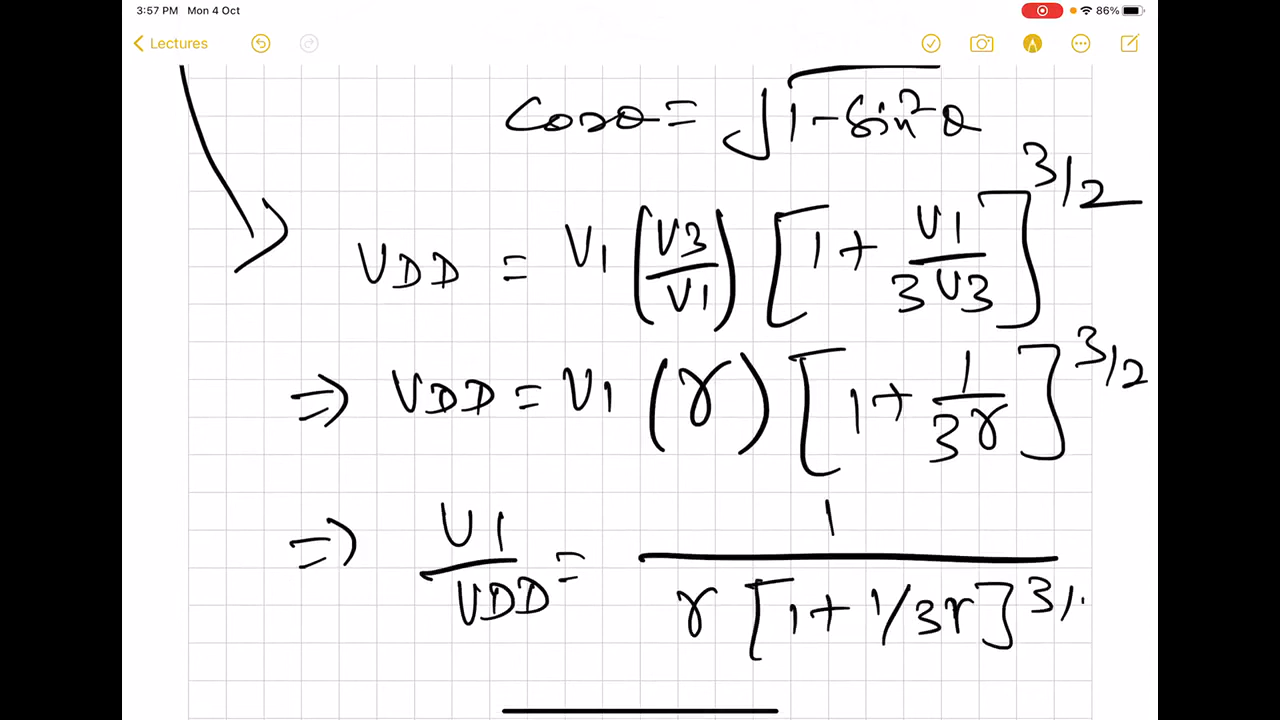 3:57 PM Mon 4 Oct 86%
Lectures
Cosθ = √1-Sin²θ
VDD = V1 (V3/V1) [1 + V1/3V3]^3/2
⇒ VDD = V1 (γ) [1 + 1/3γ]^3/2
⇒ V1/VDD = 1/γ[1 + 1/3γ]^3/